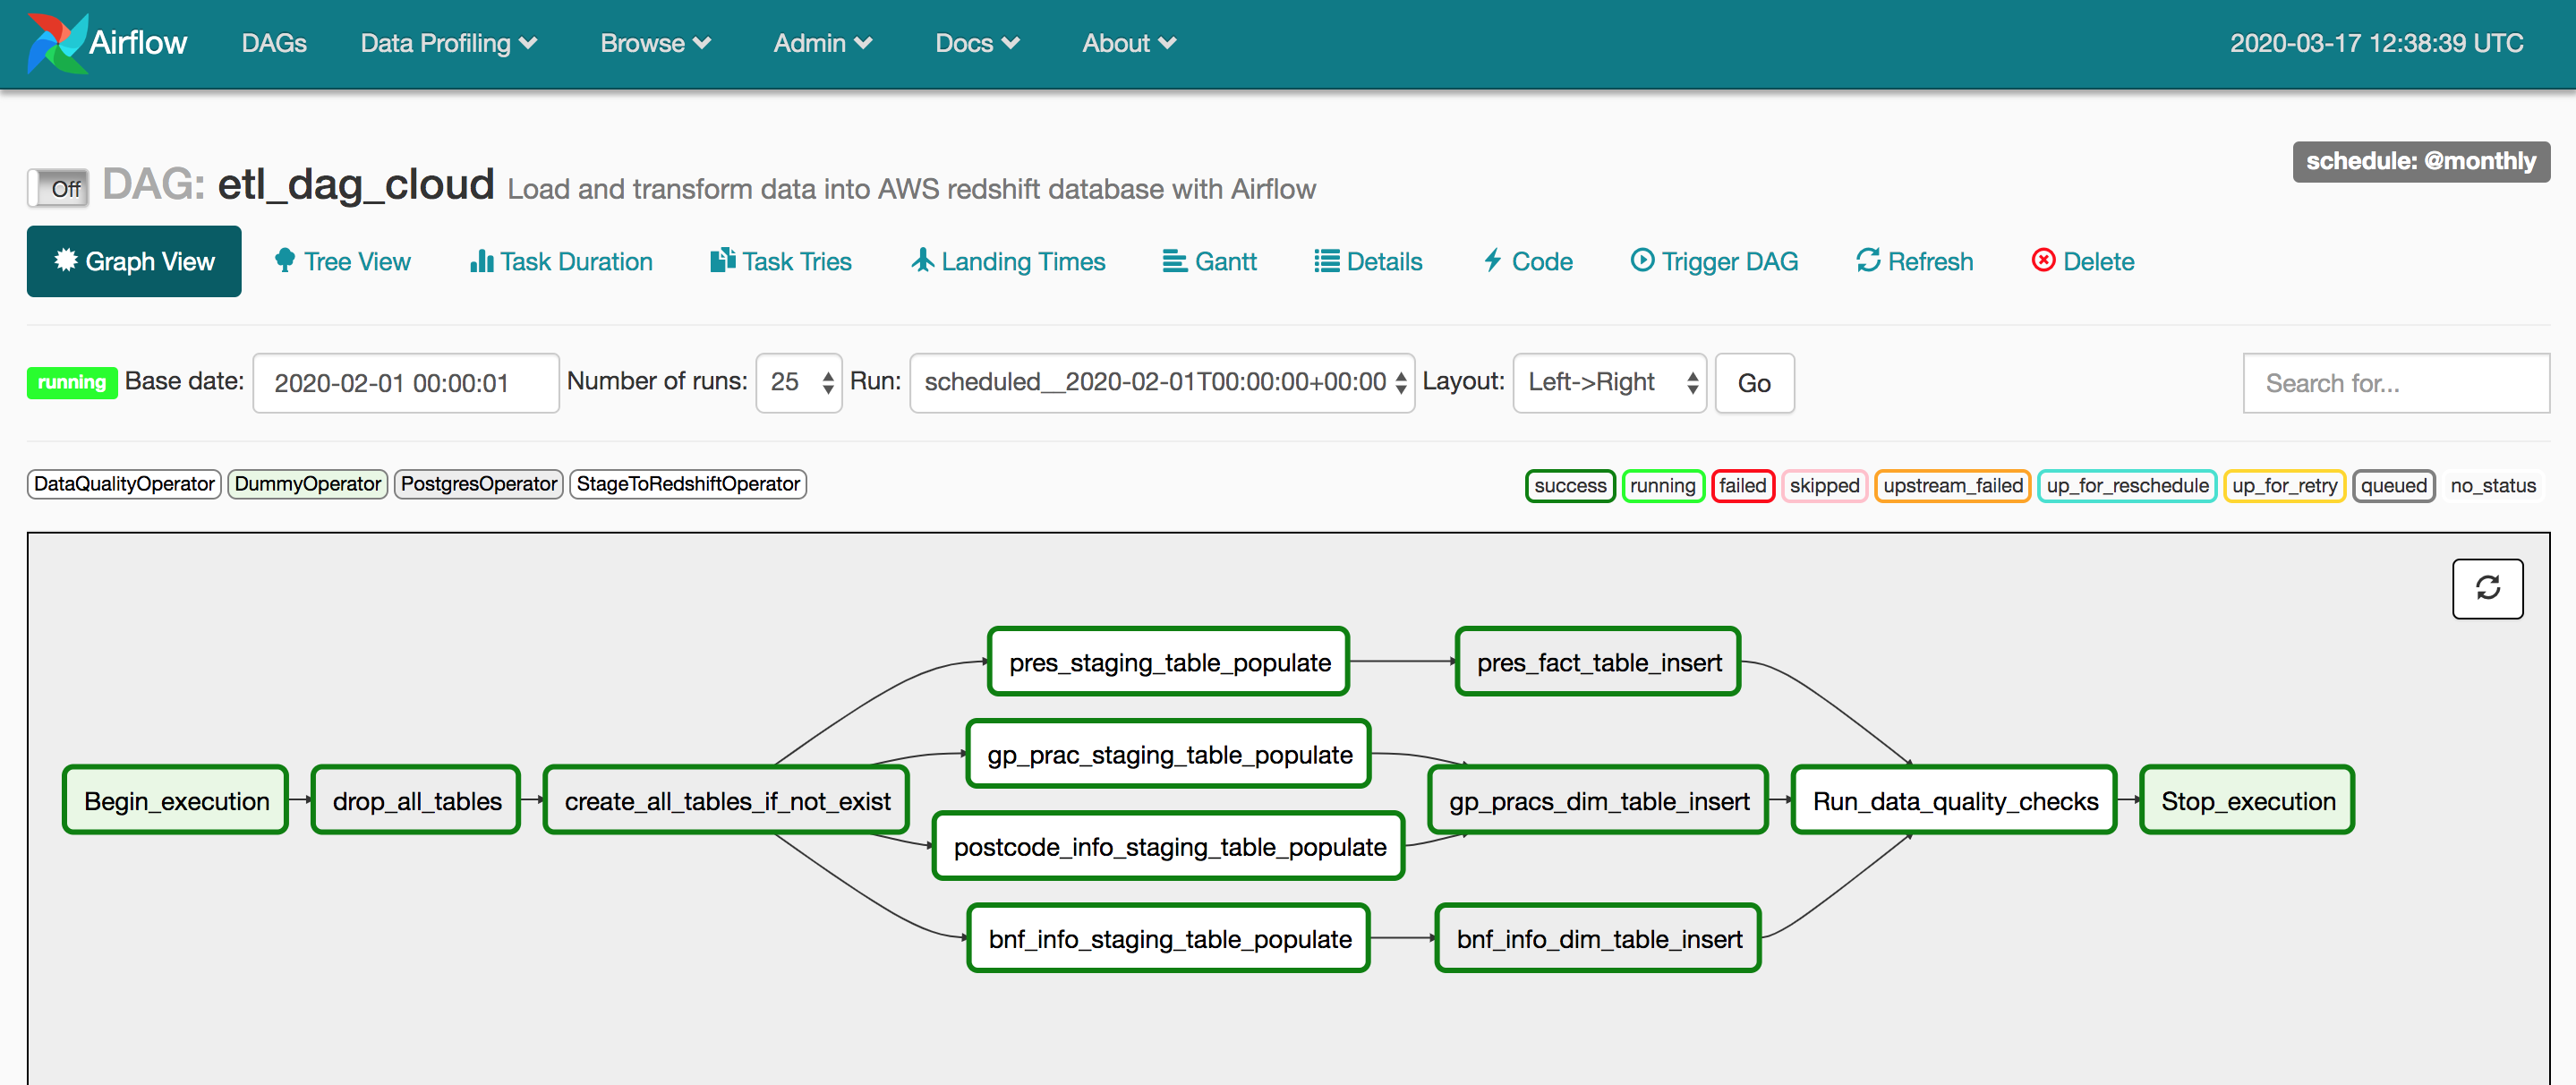 Airflow DAGs Data Profiling Browse Admin Docs About 2020-03-17 12:38:39 UTC
schedule: @monthly
Off DAG: etl_dag_cloud Load and transform data into AWS redshift database with Airflow
Graph View Tree View Task Duration Task Tries Landing Times Gantt Details Code Trigger DAG Refresh Delete
running Base date: 2020-02-01 00:00:01 Number of runs: 25 Run: scheduled__2020-02-01T00:00:00+00:00 Layout: Left->Right Go Search for...
DataQualityOperator DummyOperator PostgresOperator StageToRedshiftOperator success running failed skipped upstream_failed up_for_reschedule up_for_retry queued no_status
pres_staging_table_populate pres_fact_table_insert
gp_prac_staging_table_populate
Begin_execution drop_all_tables create_all_tables_if_not_exist gp_pracs_dim_table_insert Run_data_quality_checks Stop_execution
postcode_info_staging_table_populate
bnf_info_staging_table_populate bnf_info_dim_table_insert